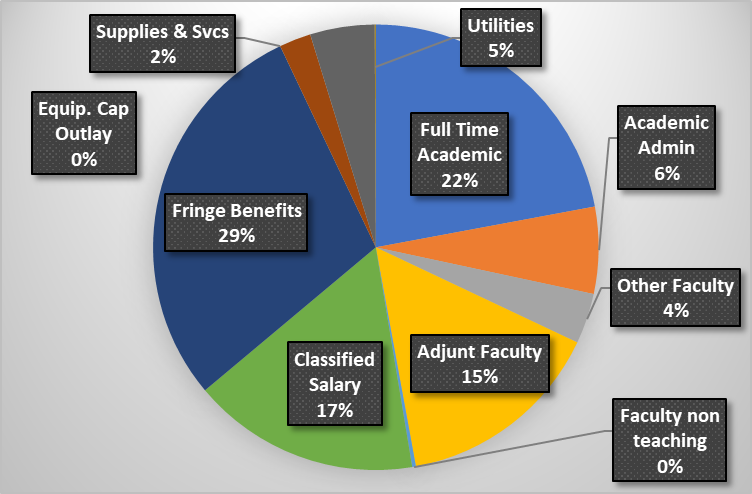 Supplies & Svcs
2%
Utilities
5%
Equip. Cap
Outlay
0%
Full Time
Academic
22%
Academic
Admin
6%
Fringe Benefits
29%
Other Faculty
4%
Classified
Salary
17%
Adjunt Faculty
15%
Faculty non
teaching
0%